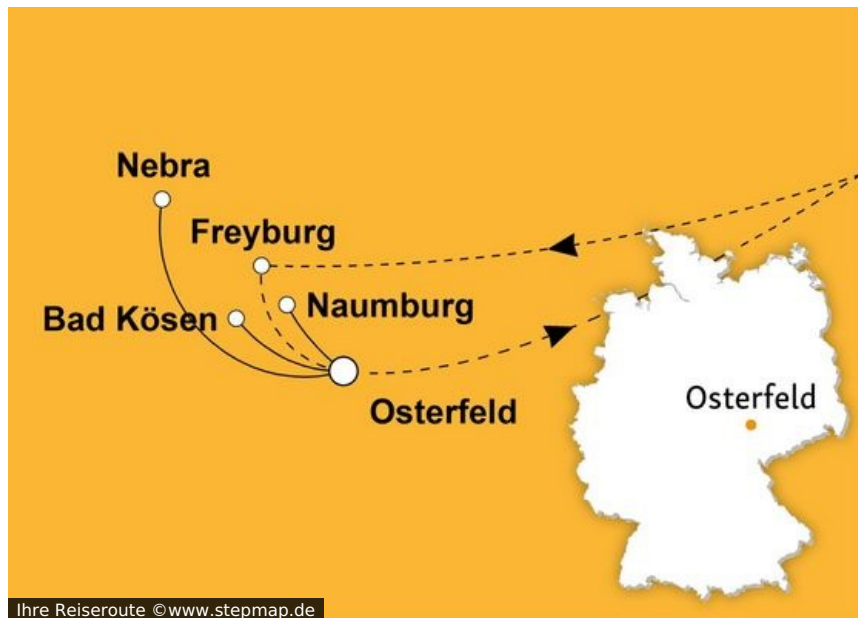 Nebra
Freyburg
Naumburg
Bad Kösen
Osterfeld
Osterfeld
Ihre Reiseroute ©www.stepmap.de